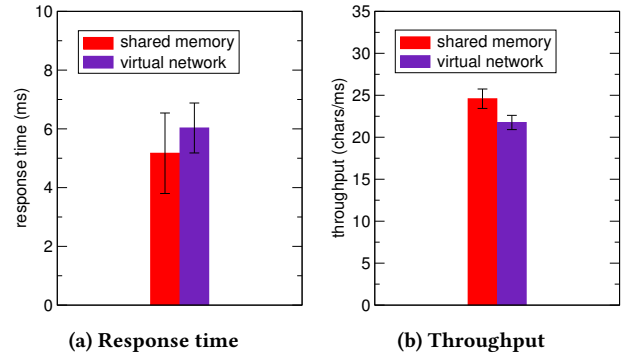 10
8
6
4
2
0
response time (ms)
shared memory
virtual network
(a) Response time
35
30
25
20
15
10
5
0
throughput (chars/ms)
shared memory
virtual network
(b) Throughput